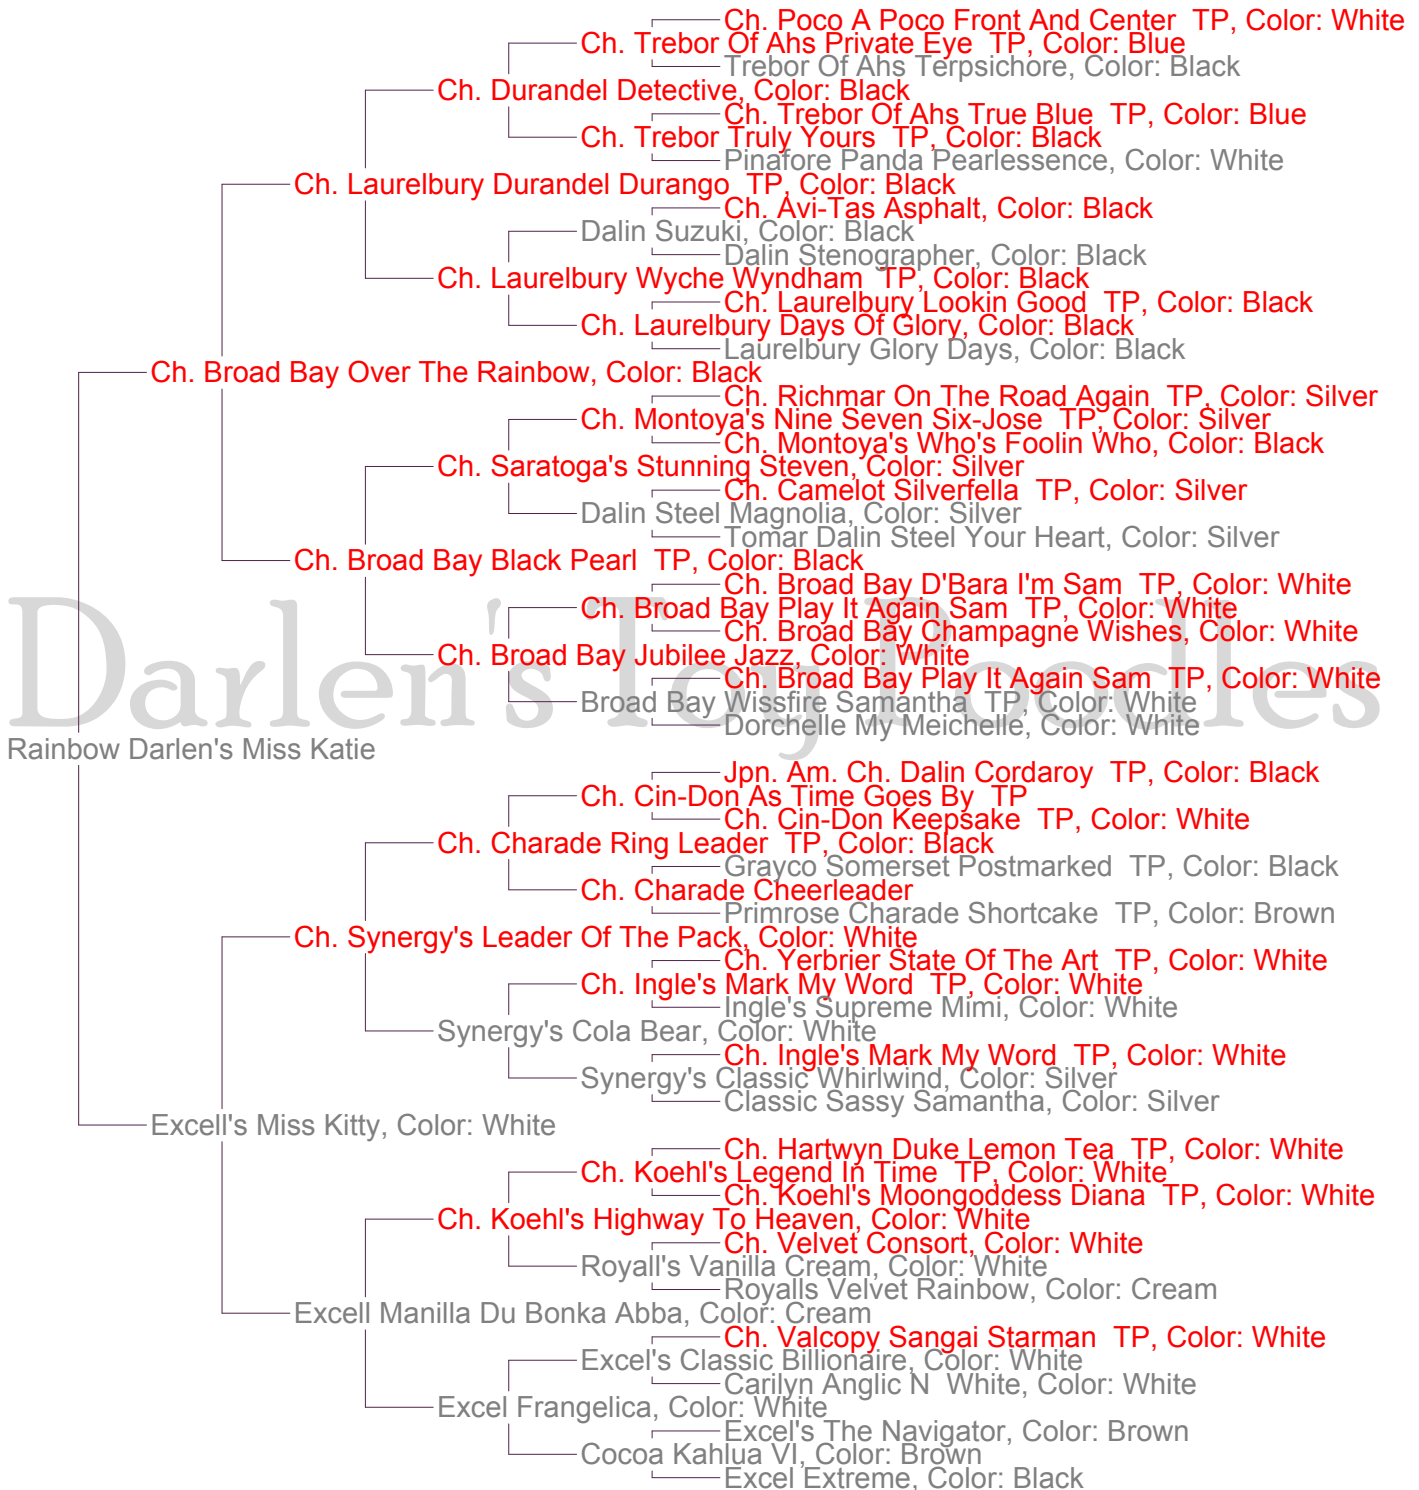 Ch. Poco A Poco Front And Center  TP, Color: White
Ch. Trebor Of Ahs Private Eye  TP, Color: Blue
Trebor Of Ahs Terpsichore, Color: Black
Ch. Durandel Detective, Color: Black
Ch. Trebor Of Ahs True Blue  TP, Color: Blue
Ch. Trebor Truly Yours  TP, Color: Black
Pinafore Panda Pearlessence, Color: White
Ch. Laurelbury Durandel Durango  TP, Color: Black
Ch. Avi-Tas Asphalt, Color: Black
Dalin Suzuki, Color: Black
Dalin Stenographer, Color: Black
Ch. Laurelbury Wyche Wyndham  TP, Color: Black
Ch. Laurelbury Lookin Good  TP, Color: Black
Ch. Laurelbury Days Of Glory, Color: Black
Laurelbury Glory Days, Color: Black
Ch. Broad Bay Over The Rainbow, Color: Black
Ch. Richmar On The Road Again  TP, Color: Silver
Ch. Montoya's Nine Seven Six-Jose  TP, Color: Silver
Ch. Montoya's Who's Foolin Who, Color: Black
Ch. Saratoga's Stunning Steven, Color: Silver
Ch. Camelot Silverfella  TP, Color: Silver
Dalin Steel Magnolia, Color: Silver
Tomar Dalin Steel Your Heart, Color: Silver
Ch. Broad Bay Black Pearl  TP, Color: Black
Ch. Broad Bay D'Bara I'm Sam  TP, Color: White
Ch. Broad Bay Play It Again Sam  TP, Color: White
Ch. Broad Bay Champagne Wishes, Color: White
Ch. Broad Bay Jubilee Jazz, Color: White
Darlen's Toy Poodles
Ch. Broad Bay Play It Again Sam  TP, Color: White
Broad Bay Wissfire Samantha  TP, Color: White
Dorchelle My Meichelle, Color: White
Rainbow Darlen's Miss Katie
Jpn. Am. Ch. Dalin Cordaroy  TP, Color: Black
Ch. Cin-Don As Time Goes By  TP
Ch. Cin-Don Keepsake  TP, Color: White
Ch. Charade Ring Leader  TP, Color: Black
Grayco Somerset Postmarked  TP, Color: Black
Ch. Charade Cheerleader
Primrose Charade Shortcake  TP, Color: Brown
Ch. Synergy's Leader Of The Pack, Color: White
Ch. Yerbrier State Of The Art  TP, Color: White
Ch. Ingle's Mark My Word  TP, Color: White
Ingle's Supreme Mimi, Color: White
Synergy's Cola Bear, Color: White
Ch. Ingle's Mark My Word  TP, Color: White
Synergy's Classic Whirlwind, Color: Silver
Classic Sassy Samantha, Color: Silver
Excell's Miss Kitty, Color: White
Ch. Hartwyn Duke Lemon Tea  TP, Color: White
Ch. Koehl's Legend In Time  TP, Color: White
Ch. Koehl's Moongoddess Diana  TP, Color: White
Ch. Koehl's Highway To Heaven, Color: White
Ch. Velvet Consort, Color: White
Royall's Vanilla Cream, Color: White
Royalls Velvet Rainbow, Color: Cream
Excell Manilla Du Bonka Abba, Color: Cream
Ch. Valcopy Sangai Starman  TP, Color: White
Excel's Classic Billionaire, Color: White
Carilyn Anglic N  White, Color: White
Excel Frangelica, Color: White
Excel's The Navigator, Color: Brown
Cocoa Kahlua VI, Color: Brown
Excel Extreme, Color: Black